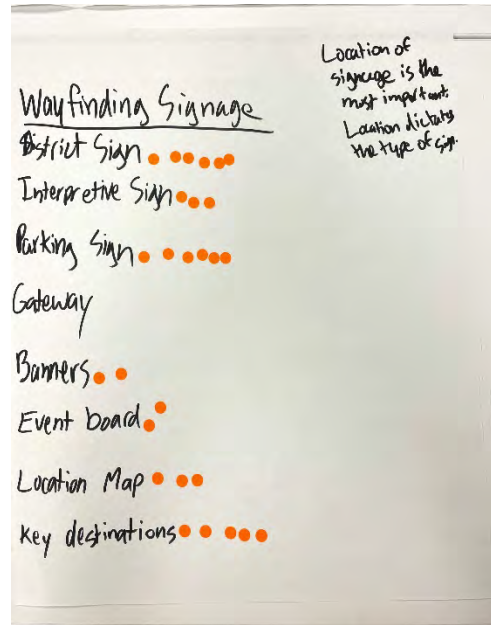 Wayfinding Signage
District Sign
Interpretive Sign
Parking Sign
Gateway
Banners
Event board
Location Map
Key destinations
Location of
signage is the
most important.
Location dictates
the type of sign.